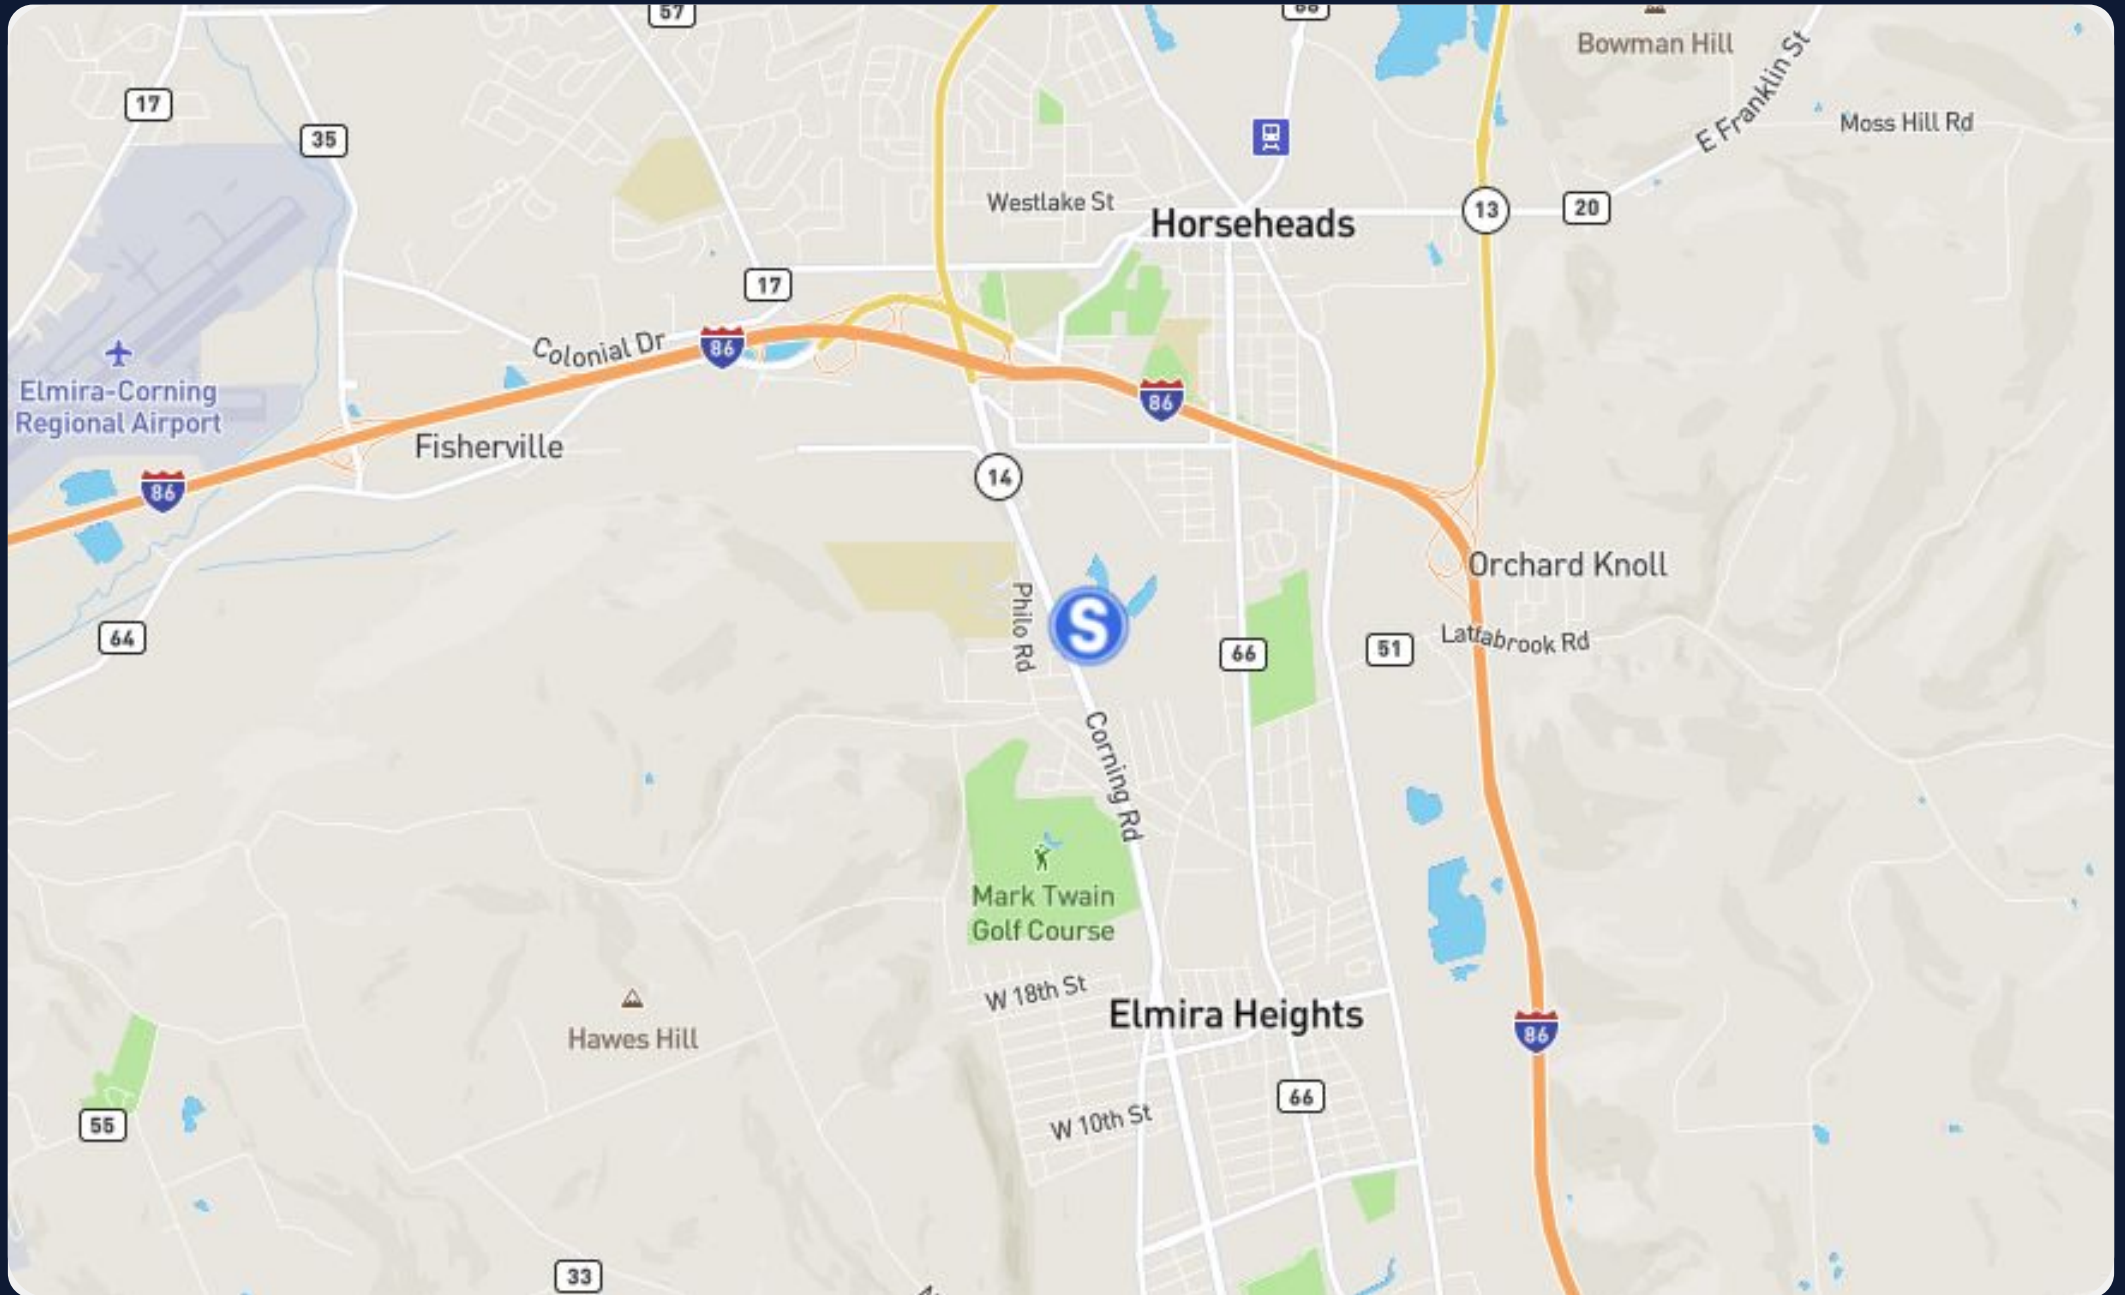 57
66
Bowman Hill
E Franklin St
17
35
Moss Hill Rd
Westlake St
Horseheads
13
20
17
Colonial Dr
86
Elmira-Corning
Regional Airport
86
Fisherville
14
86
Orchard Knoll
Philo Rd
S
64
66
51
Lattabrook Rd
Corning Rd
Mark Twain
Golf Course
W 18th St
Elmira Heights
Hawes Hill
86
66
55
W 10th St
33